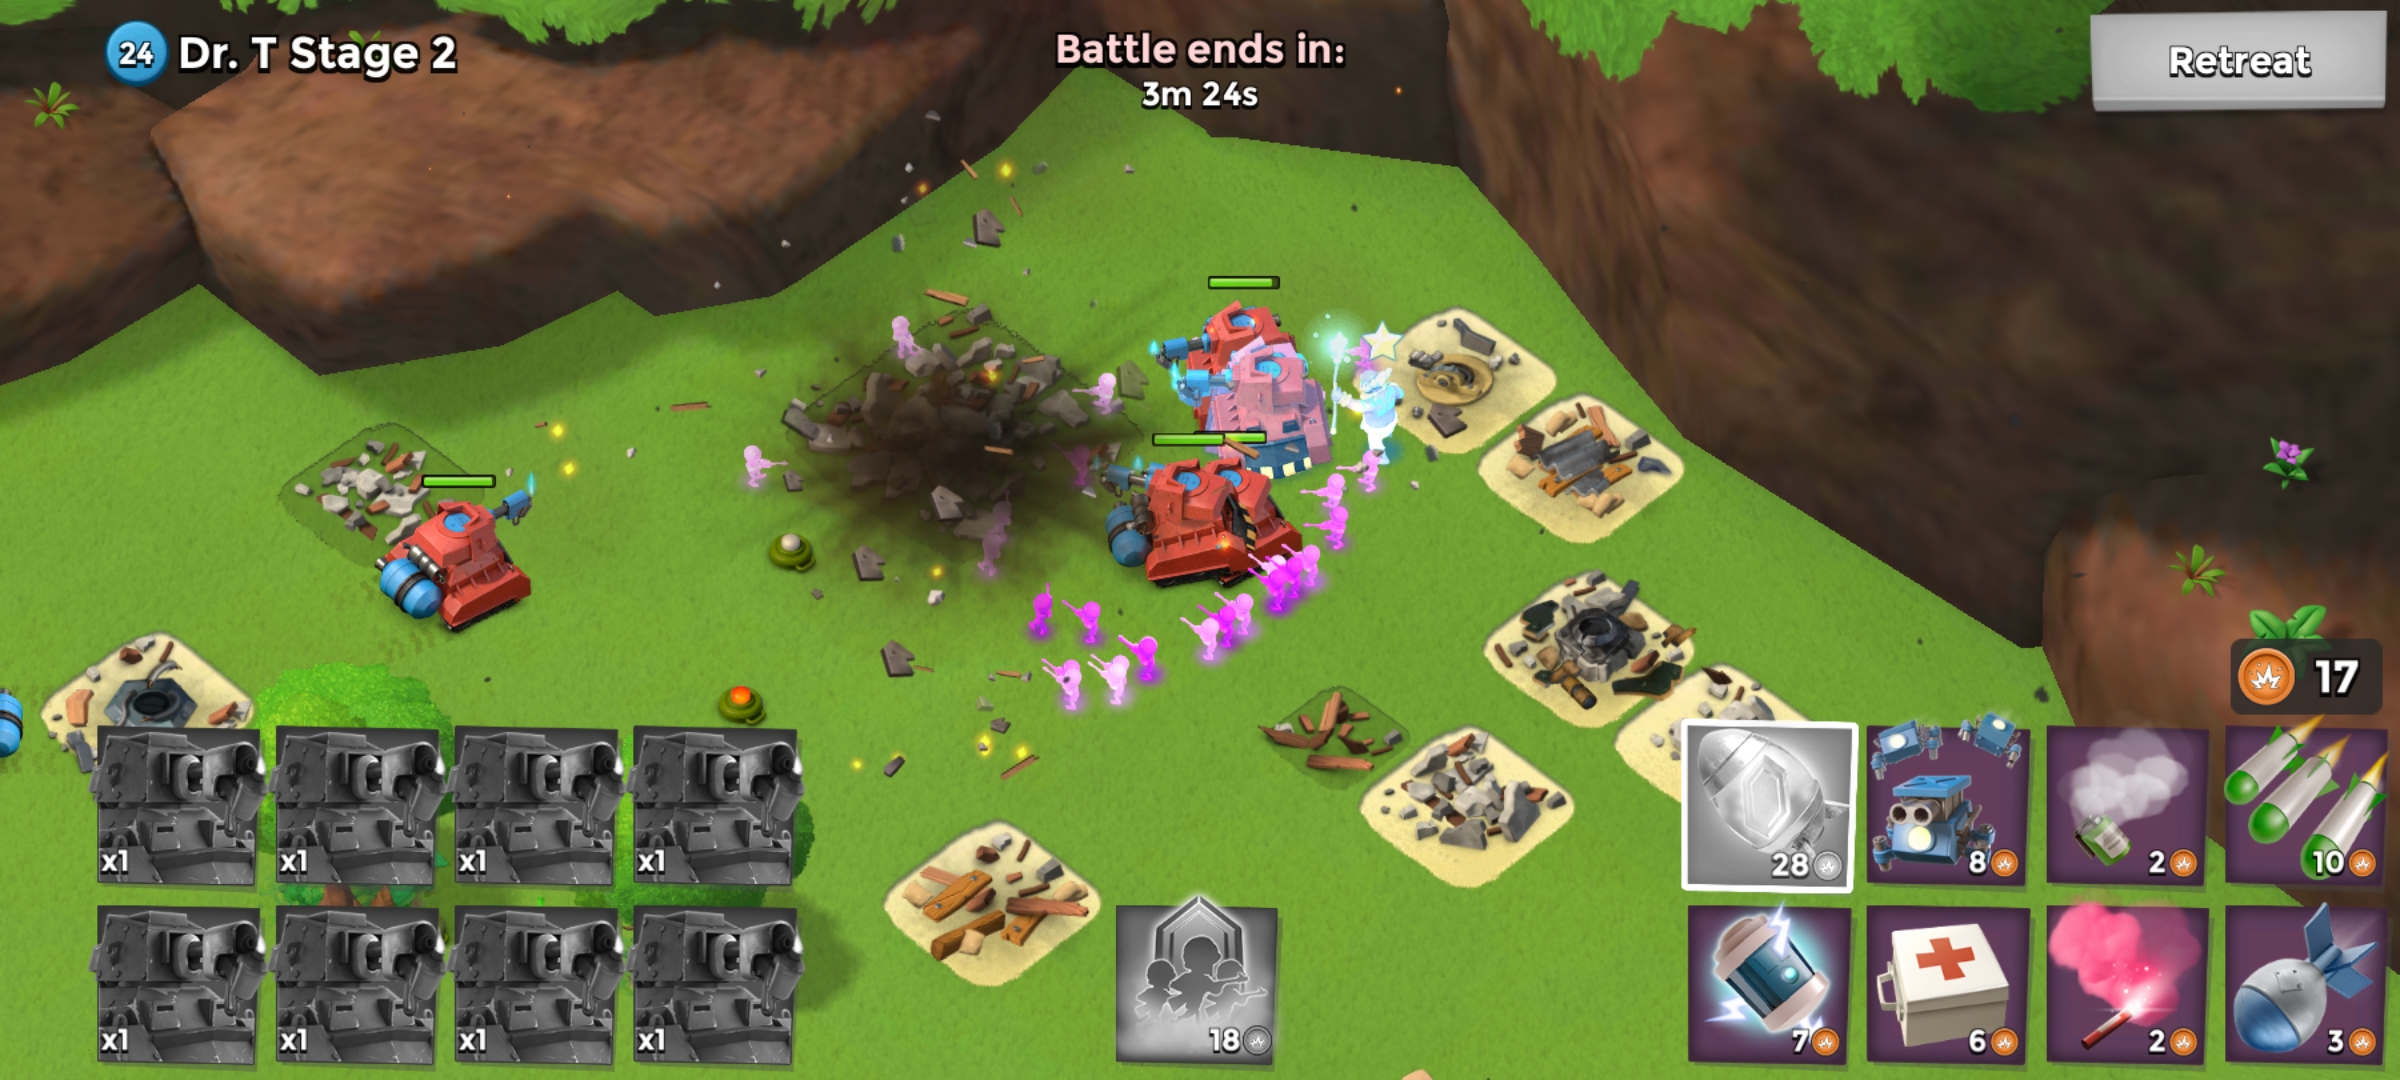 24 Dr. T Stage 2
Battle ends in:
3m 24s
Retreat
17
x1 x1 x1 x1
28 8 2 10
x1 x1 x1 x1
18
7 6 2 3